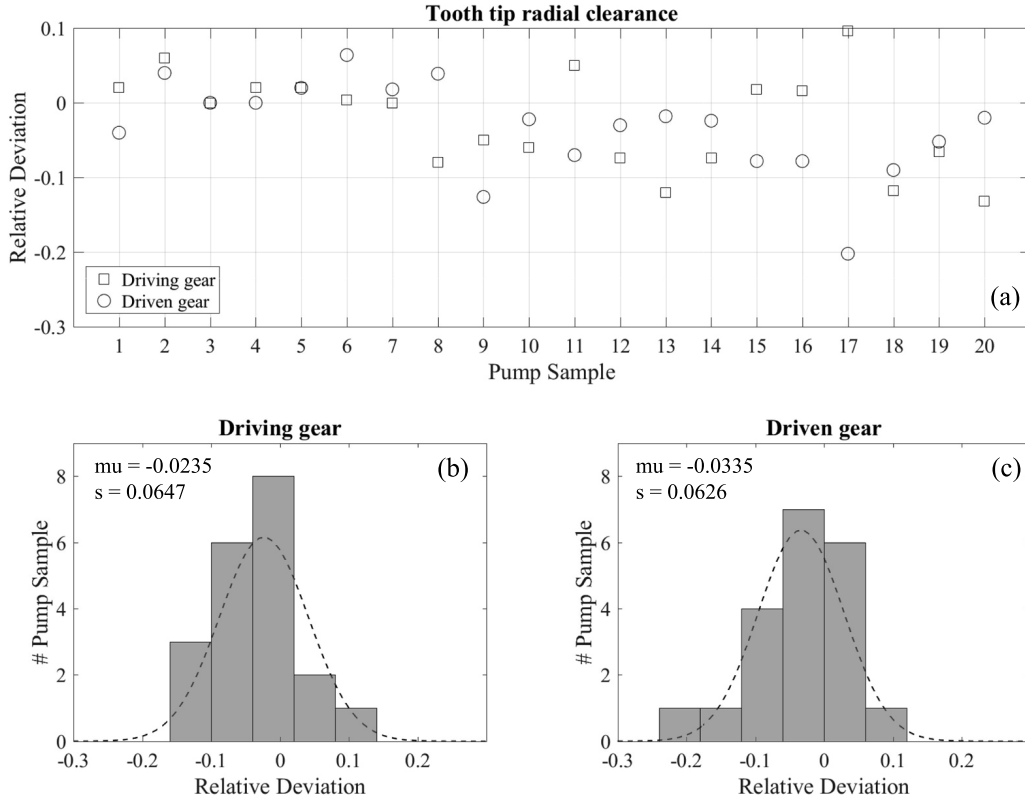 Tooth tip radial clearance
Relative Deviation
0.1
0
-0.1
-0.2
-0.3
Driving gear
Driven gear
(a)
1 2 3 4 5 6 7 8 9 10 11 12 13 14 15 16 17 18 19 20
Pump Sample
Driving gear
mu = -0.0235
s = 0.0647
(b)
# Pump Sample
8
6
4
2
0
-0.3 -0.2 -0.1 0 0.1 0.2
Relative Deviation
Driven gear
mu = -0.0335
s = 0.0626
(c)
# Pump Sample
8
6
4
2
0
-0.3 -0.2 -0.1 0 0.1 0.2
Relative Deviation